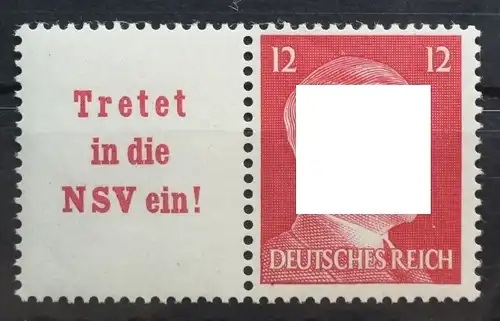 Tretet
in die
NSV ein!
12 12
DEUTSCHES REICH